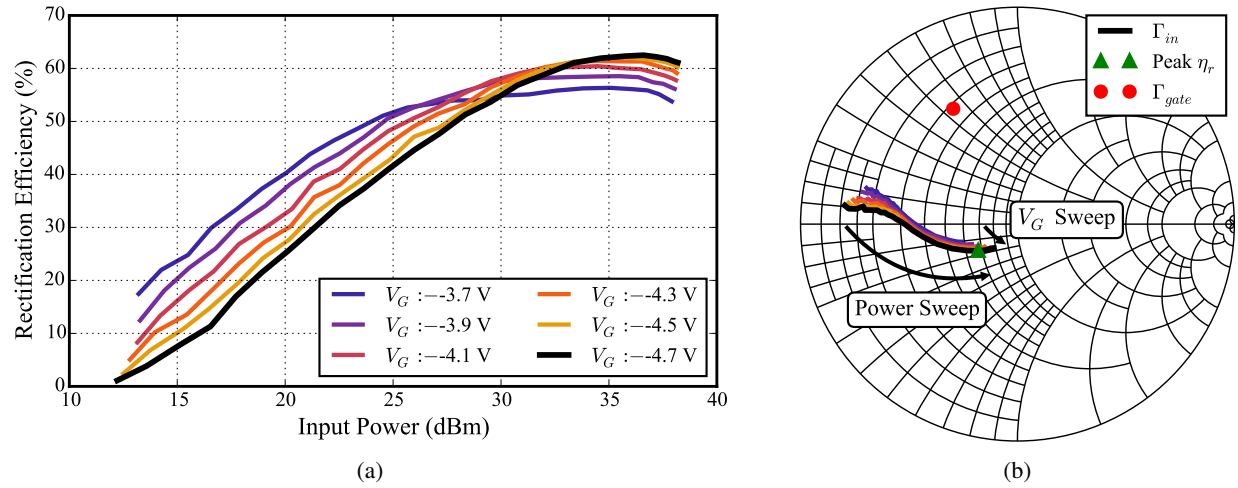 70
60
50
40
30
20
10
0
10 15 20 25 30 35 40
Rectification Efficiency (%)
Input Power (dBm)
V_G :−-3.7 V
V_G :−-3.9 V
V_G :−-4.1 V
V_G :−-4.3 V
V_G :−-4.5 V
V_G :−-4.7 V
(a)
Γ_in
Peak η_r
Γ_gate
V_G Sweep
Power Sweep
(b)